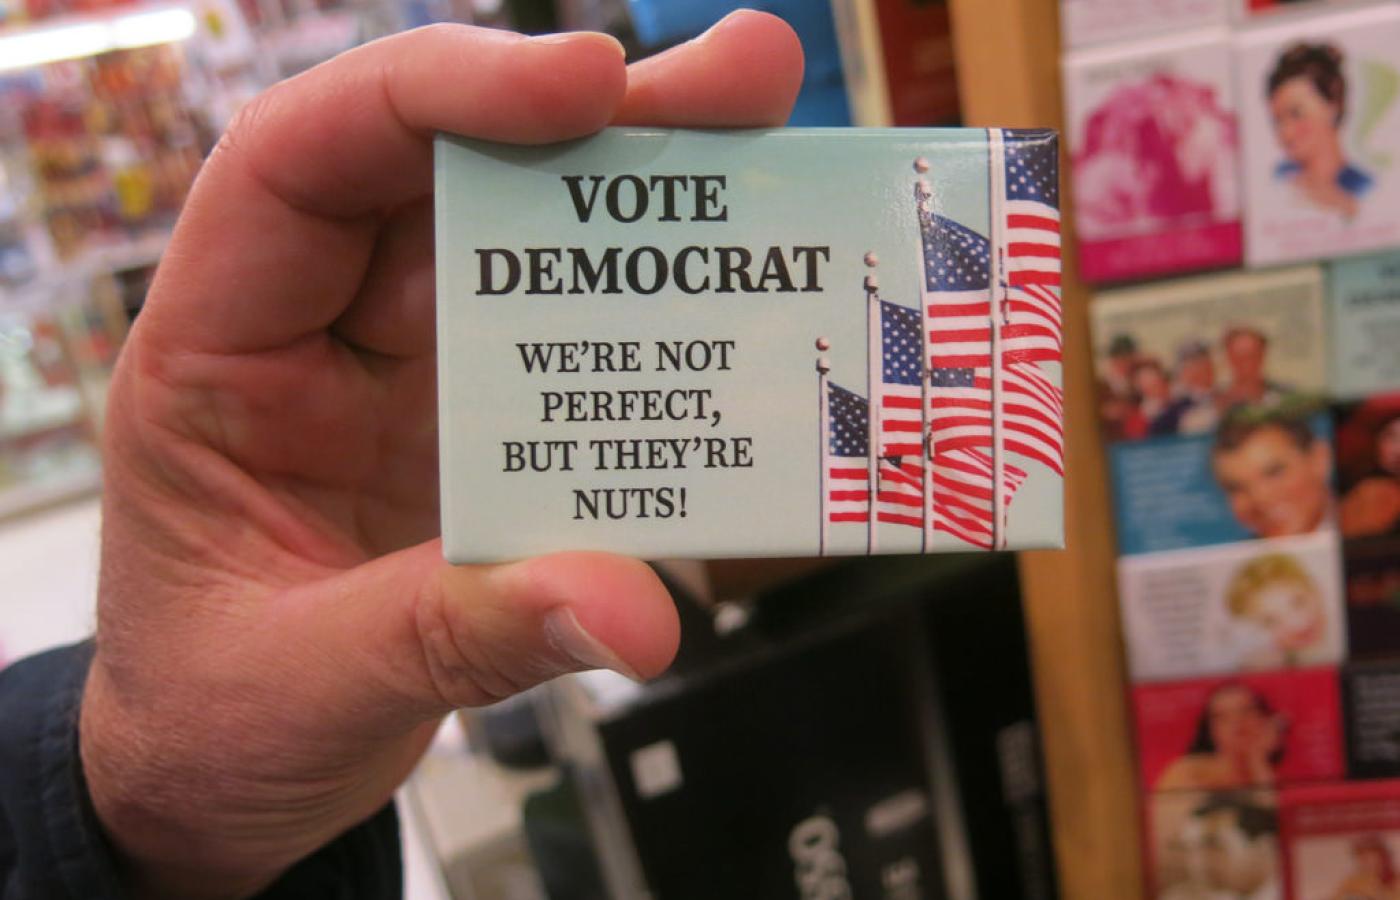 VOTE
DEMOCRAT
WE'RE NOT
PERFECT,
BUT THEY'RE
NUTS!